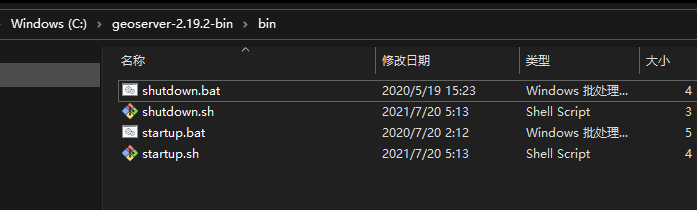 Windows (C:) > geoserver-2.19.2-bin > bin
名称 修改日期 类型 大小
shutdown.bat 2020/5/19 15:23 Windows 批处理... 4
shutdown.sh 2021/7/20 5:13 Shell Script 3
startup.bat 2020/7/20 2:12 Windows 批处理... 5
startup.sh 2021/7/20 5:13 Shell Script 4